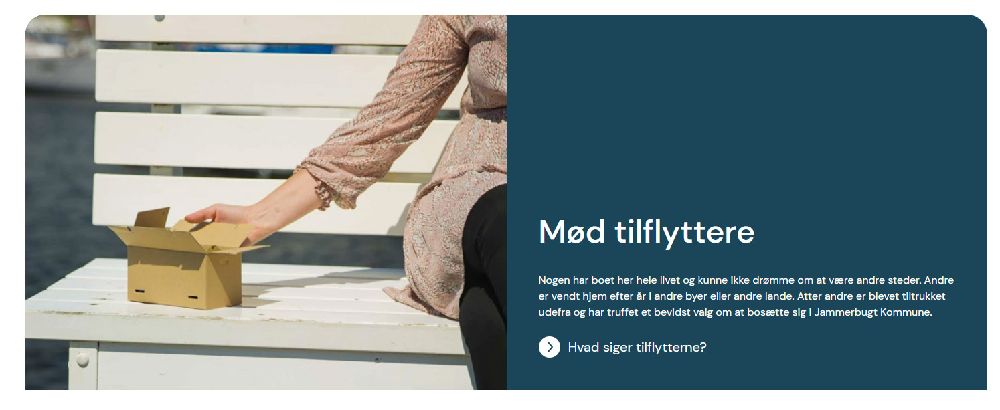 Mød tilflyttere
Nogen har boet her hele livet og kunne ikke drømme om at være andre steder. Andre
er vendt hjem efter år i andre byer eller andre lande. Atter andre er blevet tiltrukket
udefra og har truffet et bevidst valg om at bosætte sig i Jammerbugt Kommune.
Hvad siger tilflytterne?